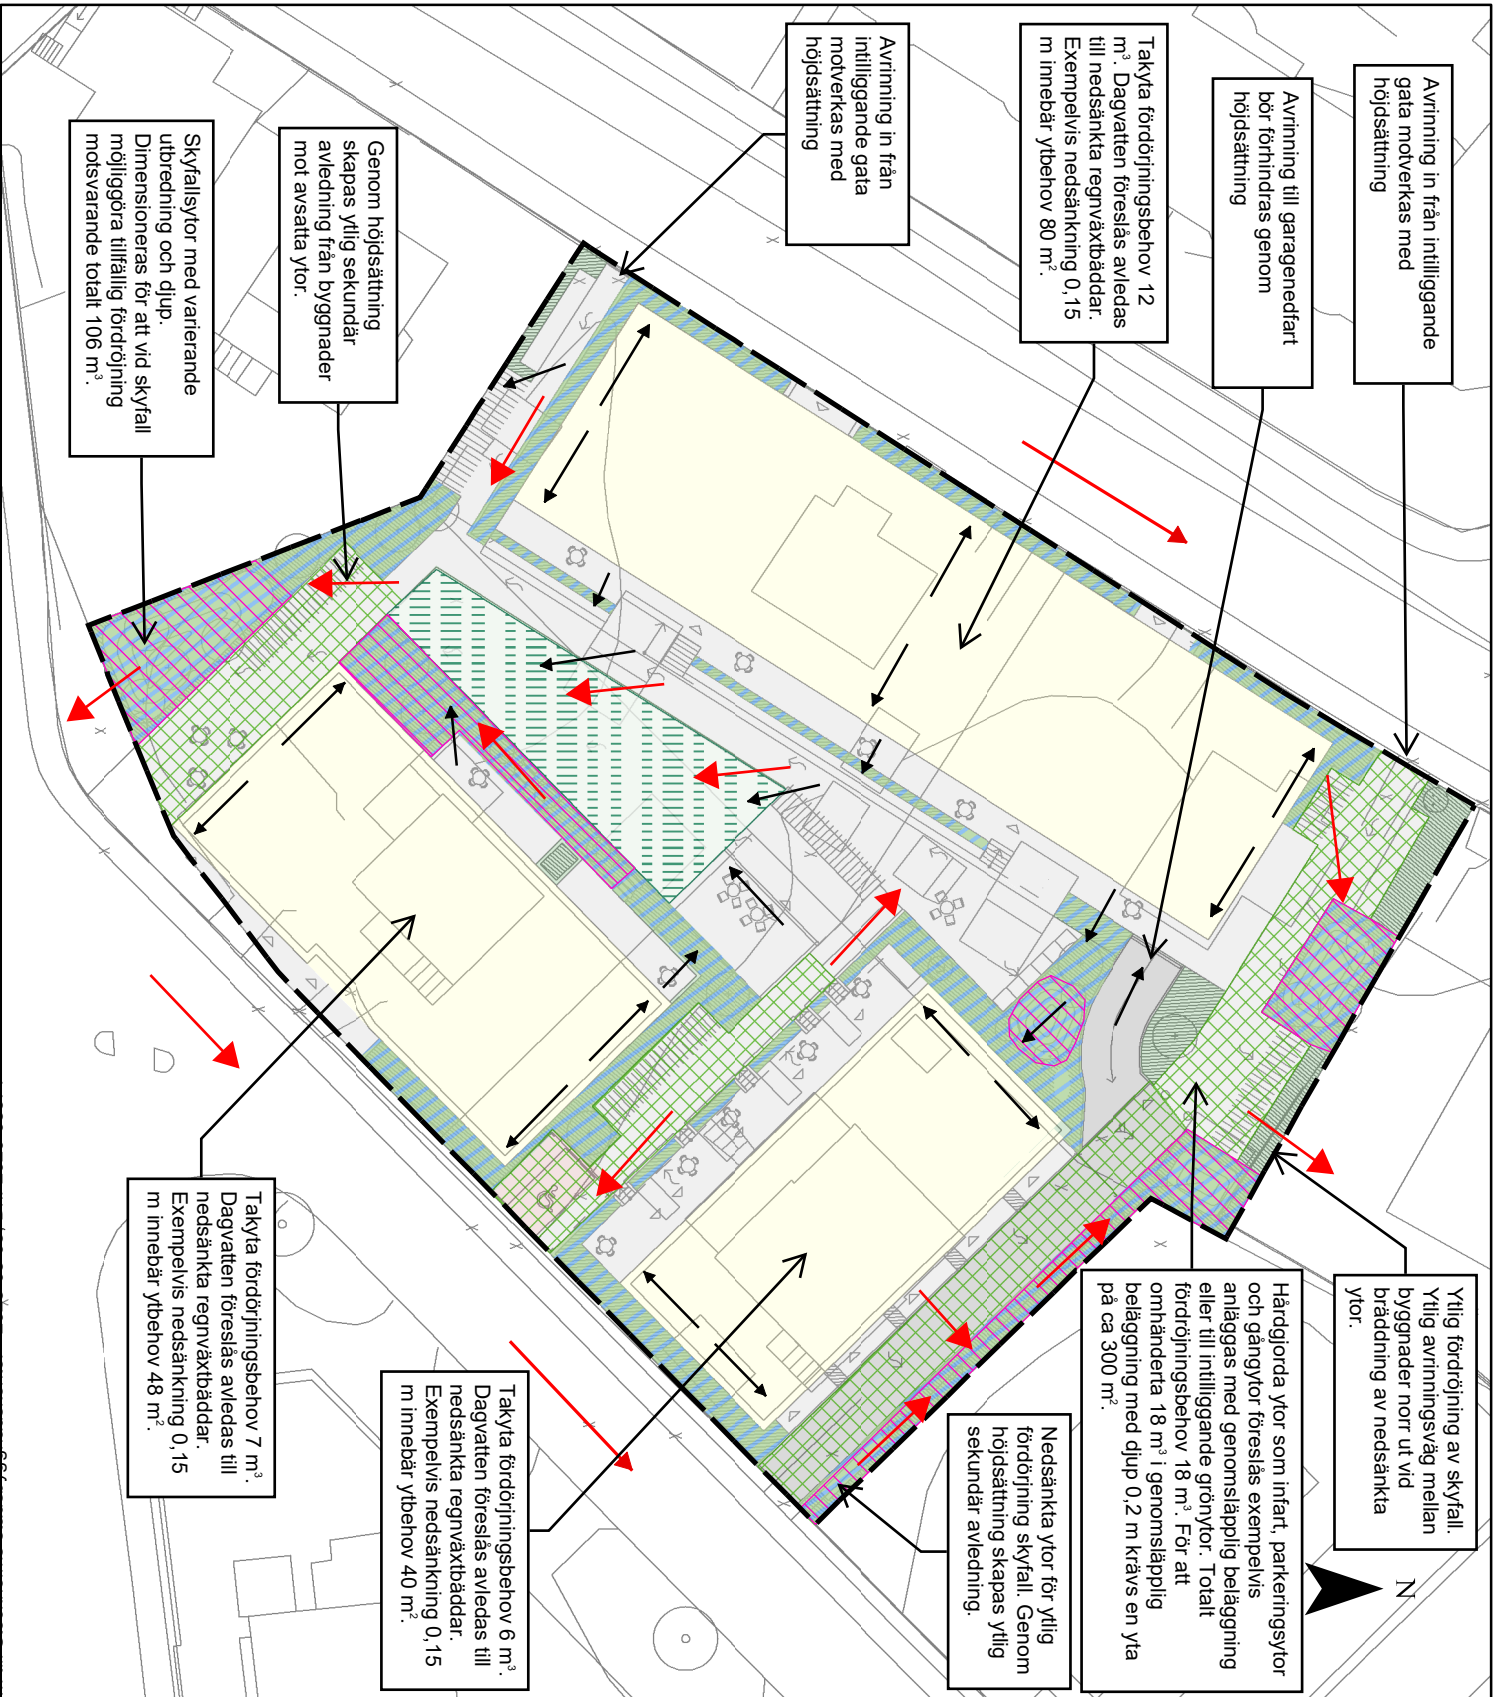 Avrinning in från intilliggande
gata motverkas med
höjdsättning
Avrinning till garagenedfart
bör förhindras genom
höjdsättning
Takyta fördörjningsbehov 12
m³. Dagvatten föreslås avledas
till nedsänkta regnväxtbäddar.
Exempelvis nedsänkning 0,15
m innebär ytbehov 80 m².
Avrinning in från
intilliggande gata
motverkas med
höjdsättning
Genom höjdsättning
skapas ytlig sekundär
avledning från byggnader
mot avsatta ytor.
Skyfallsytor med varierande
utbredning och djup.
Dimensioneras för att vid skyfall
möjliggöra tillfällig fördröjning
motsvarande totalt 106 m³.
Ytlig fördröjning av skyfall.
Ytlig avrinningsväg mellan
byggnader norr ut vid
bräddning av nedsänkta
ytor.
Hårdgjorda ytor som infart, parkeringsytor
och gångytor föreslås exempelvis
anläggas med genomsläpplig beläggning
eller till intilliggande grönytor. Totalt
fördröjningsbehov 18 m³. För att
omhänderta 18 m³ i genomsläpplig
beläggning med djup 0,2 m krävs en yta
på ca 300 m².
Nedsänkta ytor för ytlig
fördörjning skyfall. Genom
höjdsättning skapas ytlig
sekundär avledning.
Takyta fördörjningsbehov 6 m³.
Dagvatten föreslås avledas till
nedsänkta regnväxtbäddar.
Exempelvis nedsänkning 0,15
m innebär ytbehov 40 m².
Takyta fördörjningsbehov 7 m³.
Dagvatten föreslås avledas till
nedsänkta regnväxtbäddar.
Exempelvis nedsänkning 0,15
m innebär ytbehov 48 m².
N